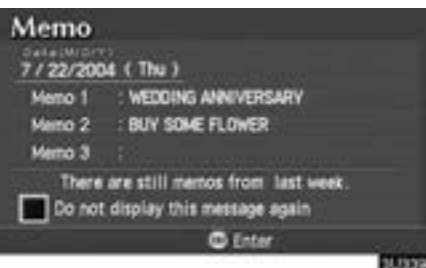 Memo
Date(M/D/Y)
7 / 22/2004 ( Thu )
Memo 1 : WEDDING ANNIVERSARY
Memo 2 : BUY SOME FLOWER
Memo 3 :
There are still memos from last week.
Do not display this message again
Enter